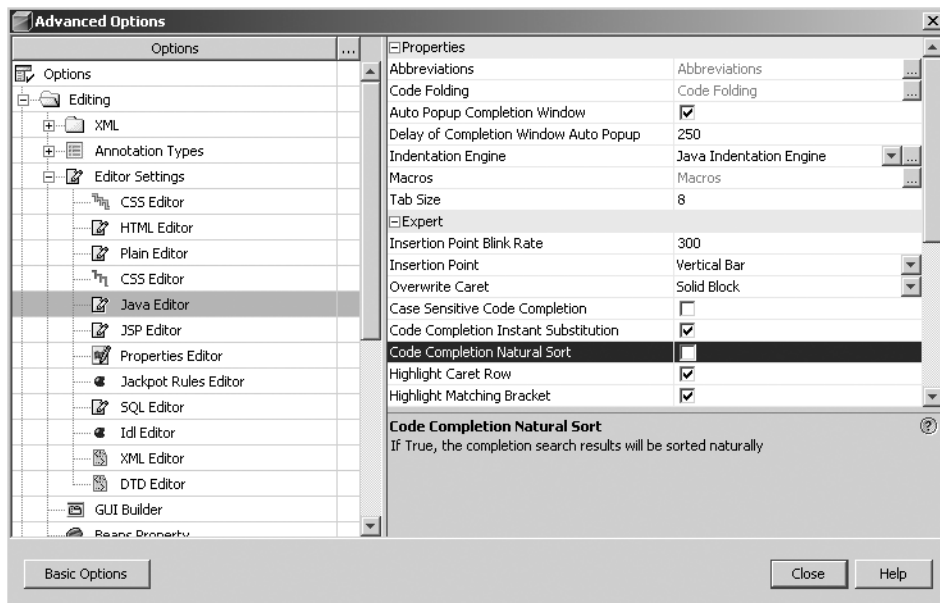 Advanced Options
Options ...
Options
Editing
XML
Annotation Types
Editor Settings
CSS Editor
HTML Editor
Plain Editor
CSS Editor
Java Editor
JSP Editor
Properties Editor
Jackpot Rules Editor
SQL Editor
Idl Editor
XML Editor
DTD Editor
GUI Builder
Beans Property
Properties
Abbreviations Abbreviations ...
Code Folding Code Folding ...
Auto Popup Completion Window
Delay of Completion Window Auto Popup 250
Indentation Engine Java Indentation Engine ...
Macros Macros ...
Tab Size 8
Expert
Insertion Point Blink Rate 300
Insertion Point Vertical Bar
Overwrite Caret Solid Block
Case Sensitive Code Completion
Code Completion Instant Substitution
Code Completion Natural Sort
Highlight Caret Row
Highlight Matching Bracket
Code Completion Natural Sort
If True, the completion search results will be sorted naturally
Basic Options Close Help